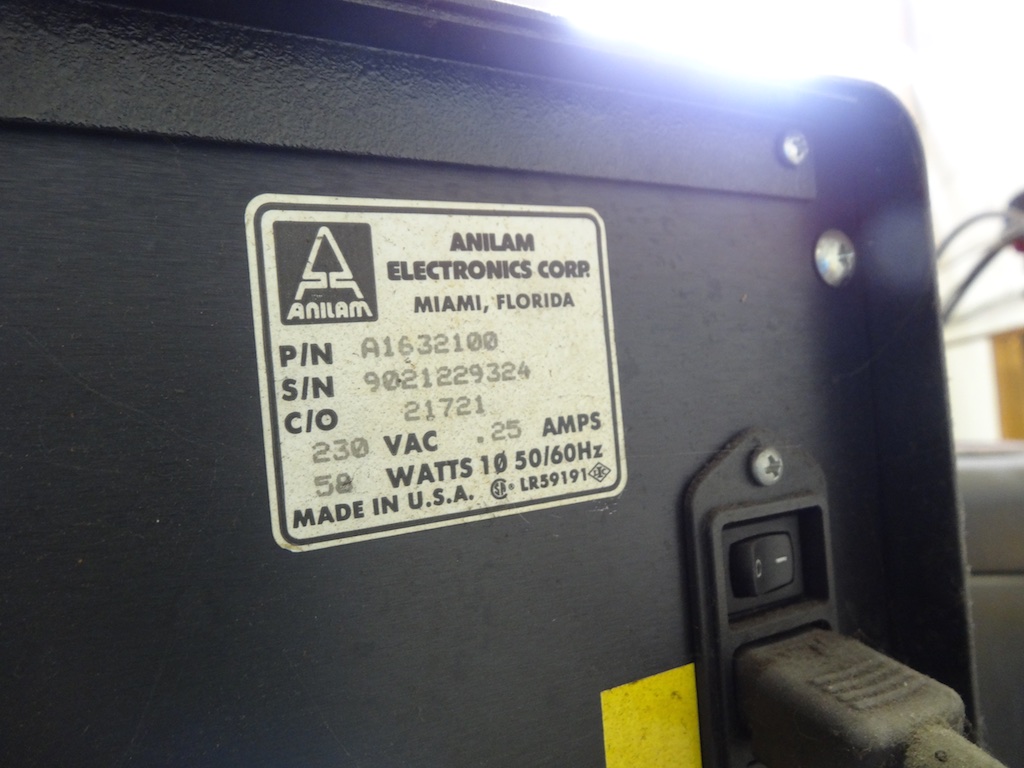 ANILAM
ANILAM
ELECTRONICS CORP.
MIAMI, FLORIDA
P/N A1632100
S/N 9021229324
C/O 21721
230 VAC .25 AMPS
50 WATTS 1Ø 50/60Hz
MADE IN U.S.A. SA® LR59191